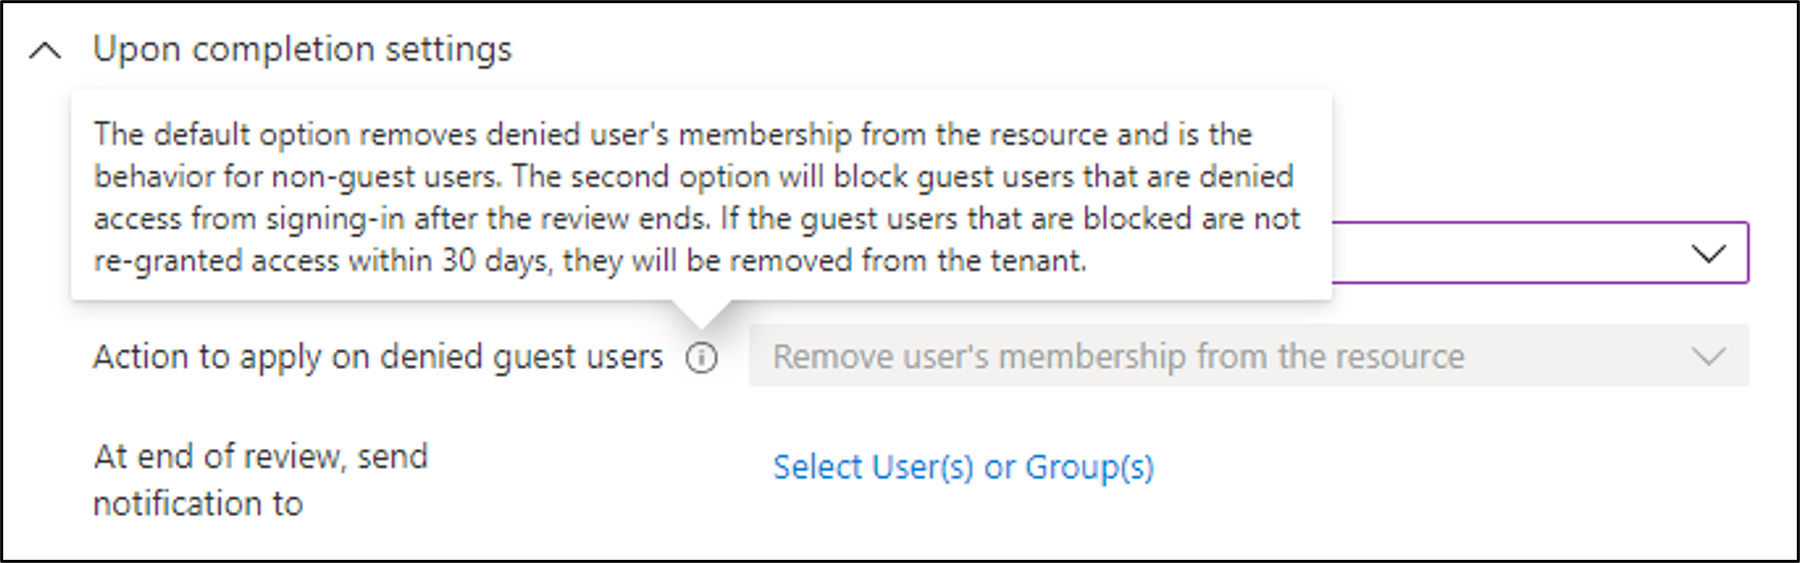 Upon completion settings
The default option removes denied user's membership from the resource and is the
behavior for non-guest users. The second option will block guest users that are denied
access from signing-in after the review ends. If the guest users that are blocked are not
re-granted access within 30 days, they will be removed from the tenant.
Action to apply on denied guest users
Remove user's membership from the resource
At end of review, send
notification to
Select User(s) or Group(s)